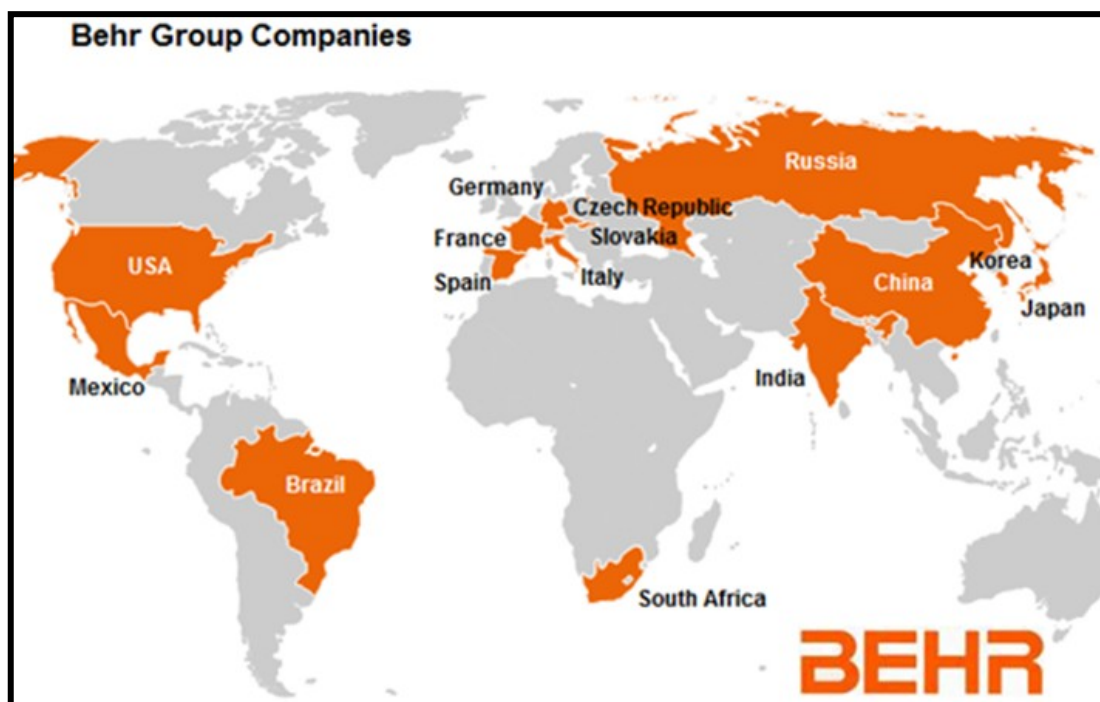 Behr Group Companies
Russia
Germany
Czech Republic
France
Slovakia
USA
Korea
Spain
Italy
China
Japan
Mexico
India
Brazil
South Africa
BEHR